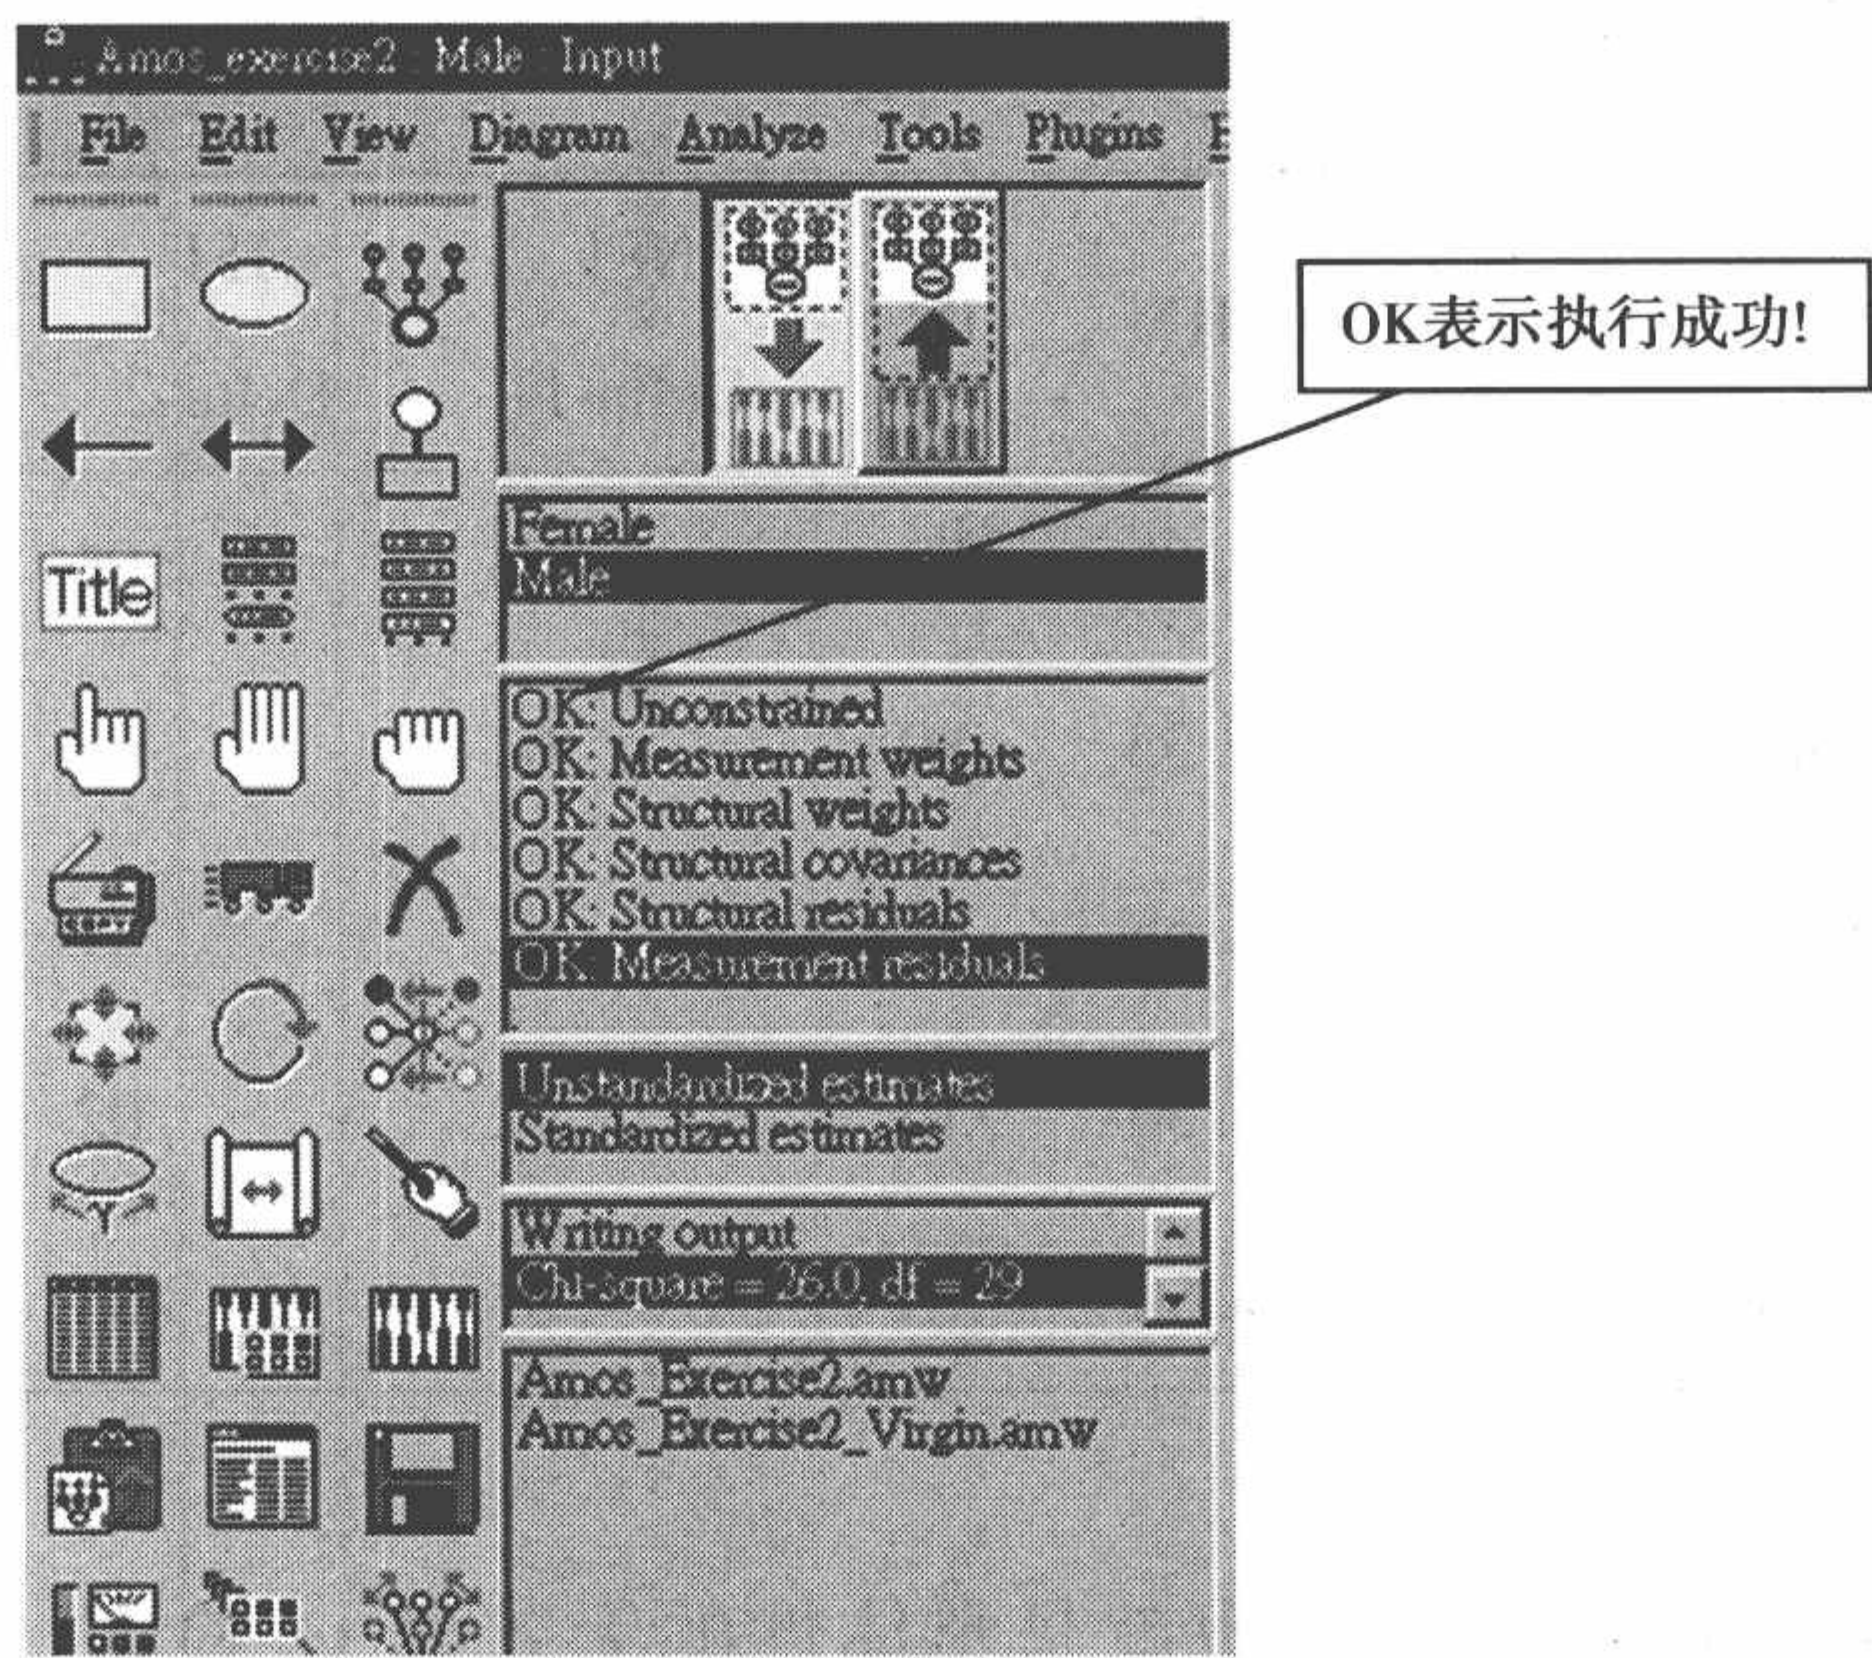 Amos_exercise2 : Male : Input
File Edit View Diagram Analyze Tools Plugins
OK表示执行成功!
Title
Female
Male
OK: Unconstrained
OK: Measurement weights
OK: Structural weights
OK: Structural covariances
OK: Structural residuals
OK: Measurement residuals
Unstandardized estimates
Standardized estimates
Writing output
Chi-square = 26.0, df = 29
Amos_Exercise2.amw
Amos_Exercise2_Virgin.amw